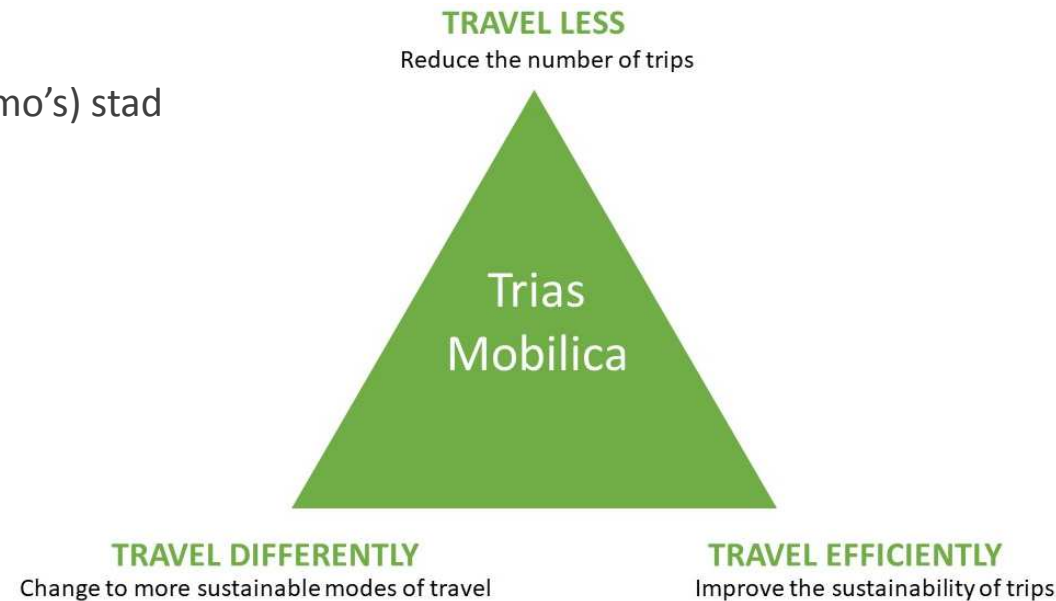 TRAVEL LESS
Reduce the number of trips
mo's) stad
Trias
Mobilica
TRAVEL DIFFERENTLY
Change to more sustainable modes of travel
TRAVEL EFFICIENTLY
Improve the sustainability of trips